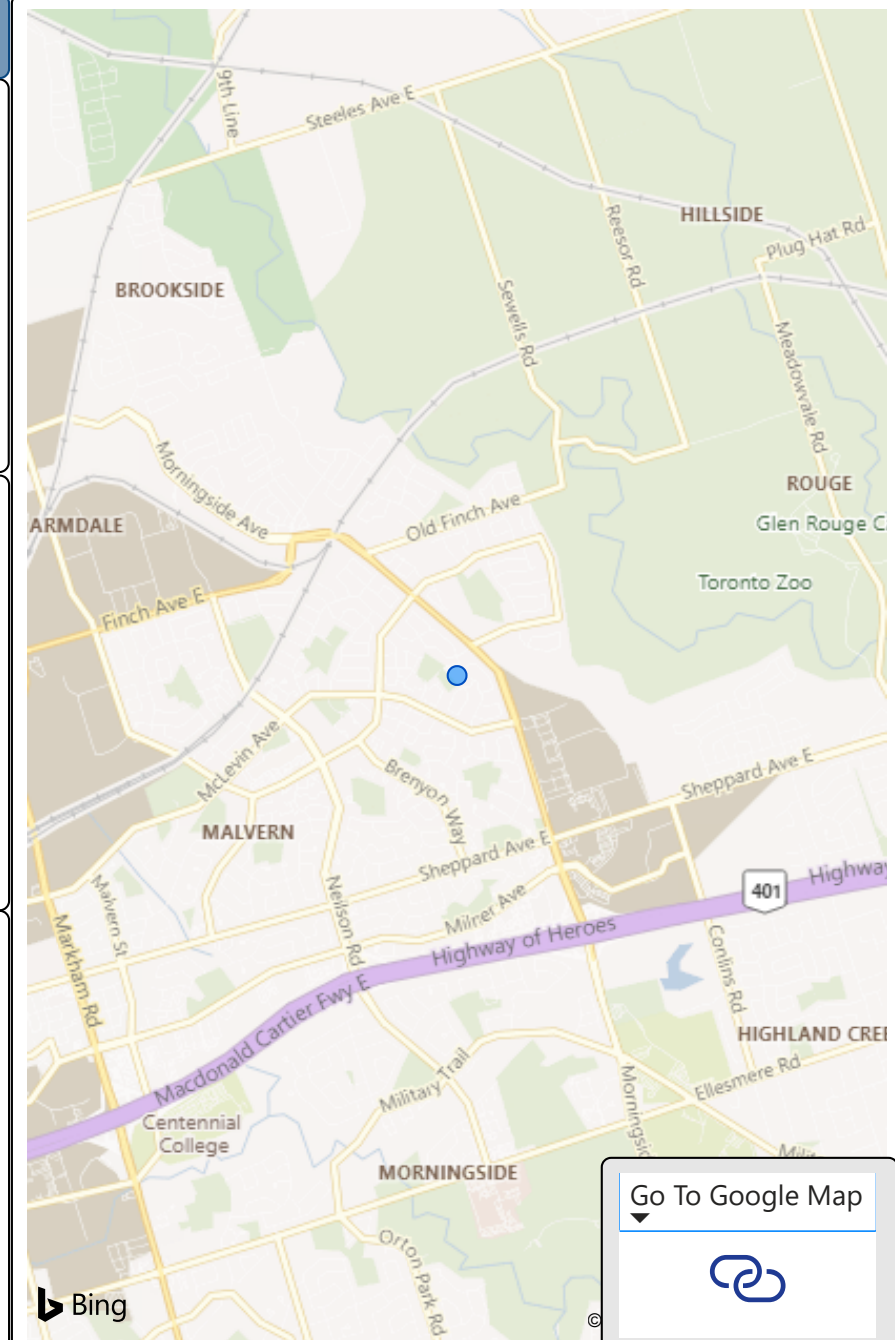 9th Line
Steeles Ave E
HILLSIDE
Reesor Rd
Plug Hat Rd
BROOKSIDE
Sewells Rd
Meadowvale Rd
Morningside Ave
ROUGE
ARMDALE
Old Finch Ave
Glen Rouge C
Toronto Zoo
Finch Ave E
McLevin Ave
Brenyon Way
Sheppard Ave E
MALVERN
Sheppard Ave E
401
Highway
Malvern St
Neilson Rd
Milner Ave
Markham Rd
Highway of Heroes
Conlins Rd
Macdonald Cartier Fwy E
HIGHLAND CREE
Military Trail
Ellesmere Rd
Morningsid
Centennial
College
Milit
MORNINGSIDE
Go To Google Map
Orton Park Rd
Bing
©